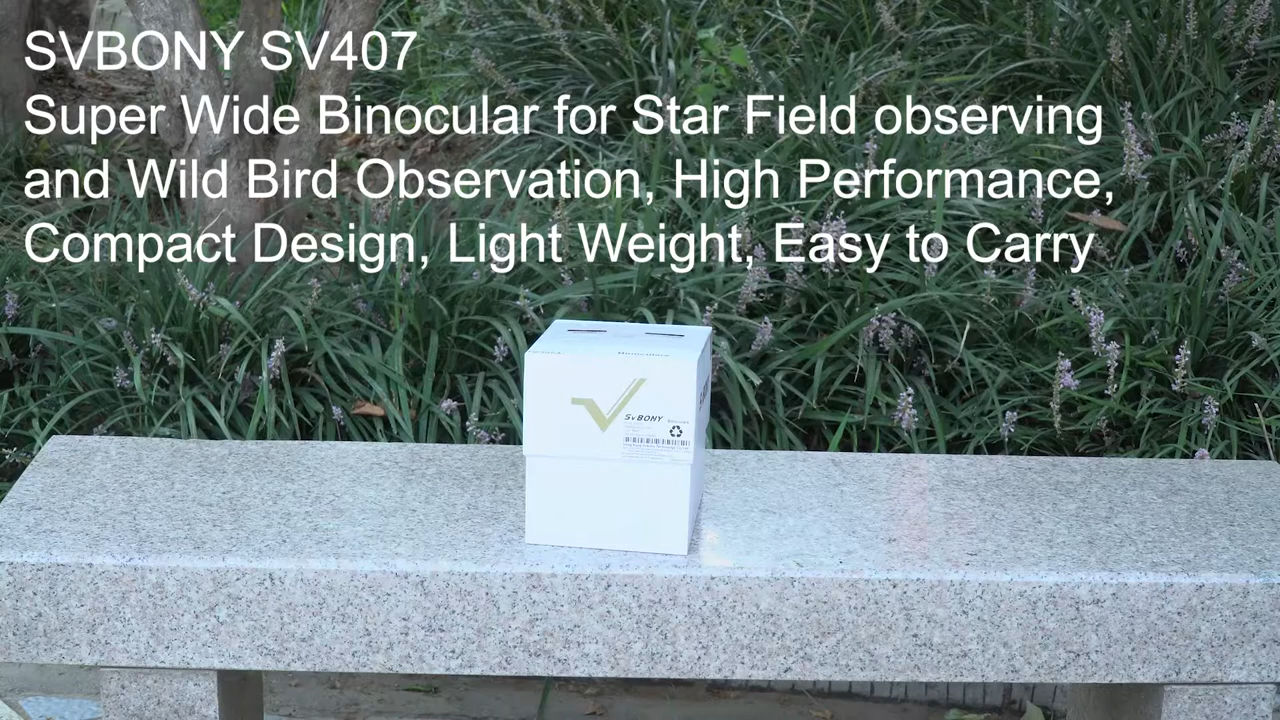 SVBONY SV407
Super Wide Binocular for Star Field observing
and Wild Bird Observation, High Performance,
Compact Design, Light Weight, Easy to Carry
SVBONY